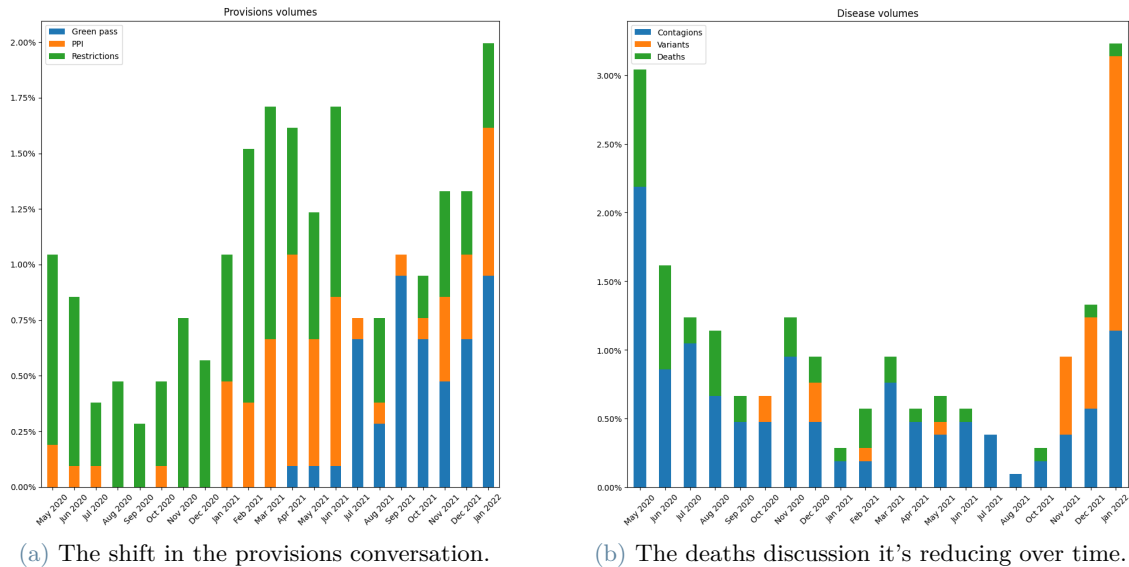 Provisions volumes
Green pass
PPI
Restrictions
2.00%
1.75%
1.50%
1.25%
1.00%
0.75%
0.50%
0.25%
0.00%
May 2020
Jun 2020
Jul 2020
Aug 2020
Sep 2020
Oct 2020
Nov 2020
Dec 2020
Jan 2021
Feb 2021
Mar 2021
Apr 2021
May 2021
Jun 2021
Jul 2021
Aug 2021
Sep 2021
Oct 2021
Nov 2021
Dec 2021
Jan 2022
(a) The shift in the provisions conversation.
Disease volumes
Contagions
Variants
Deaths
3.00%
2.50%
2.00%
1.50%
1.00%
0.50%
0.00%
May 2020
Jun 2020
Jul 2020
Aug 2020
Sep 2020
Oct 2020
Nov 2020
Dec 2020
Jan 2021
Feb 2021
Mar 2021
Apr 2021
May 2021
Jun 2021
Jul 2021
Aug 2021
Oct 2021
Nov 2021
Dec 2021
Jan 2022
(b) The deaths discussion it's reducing over time.